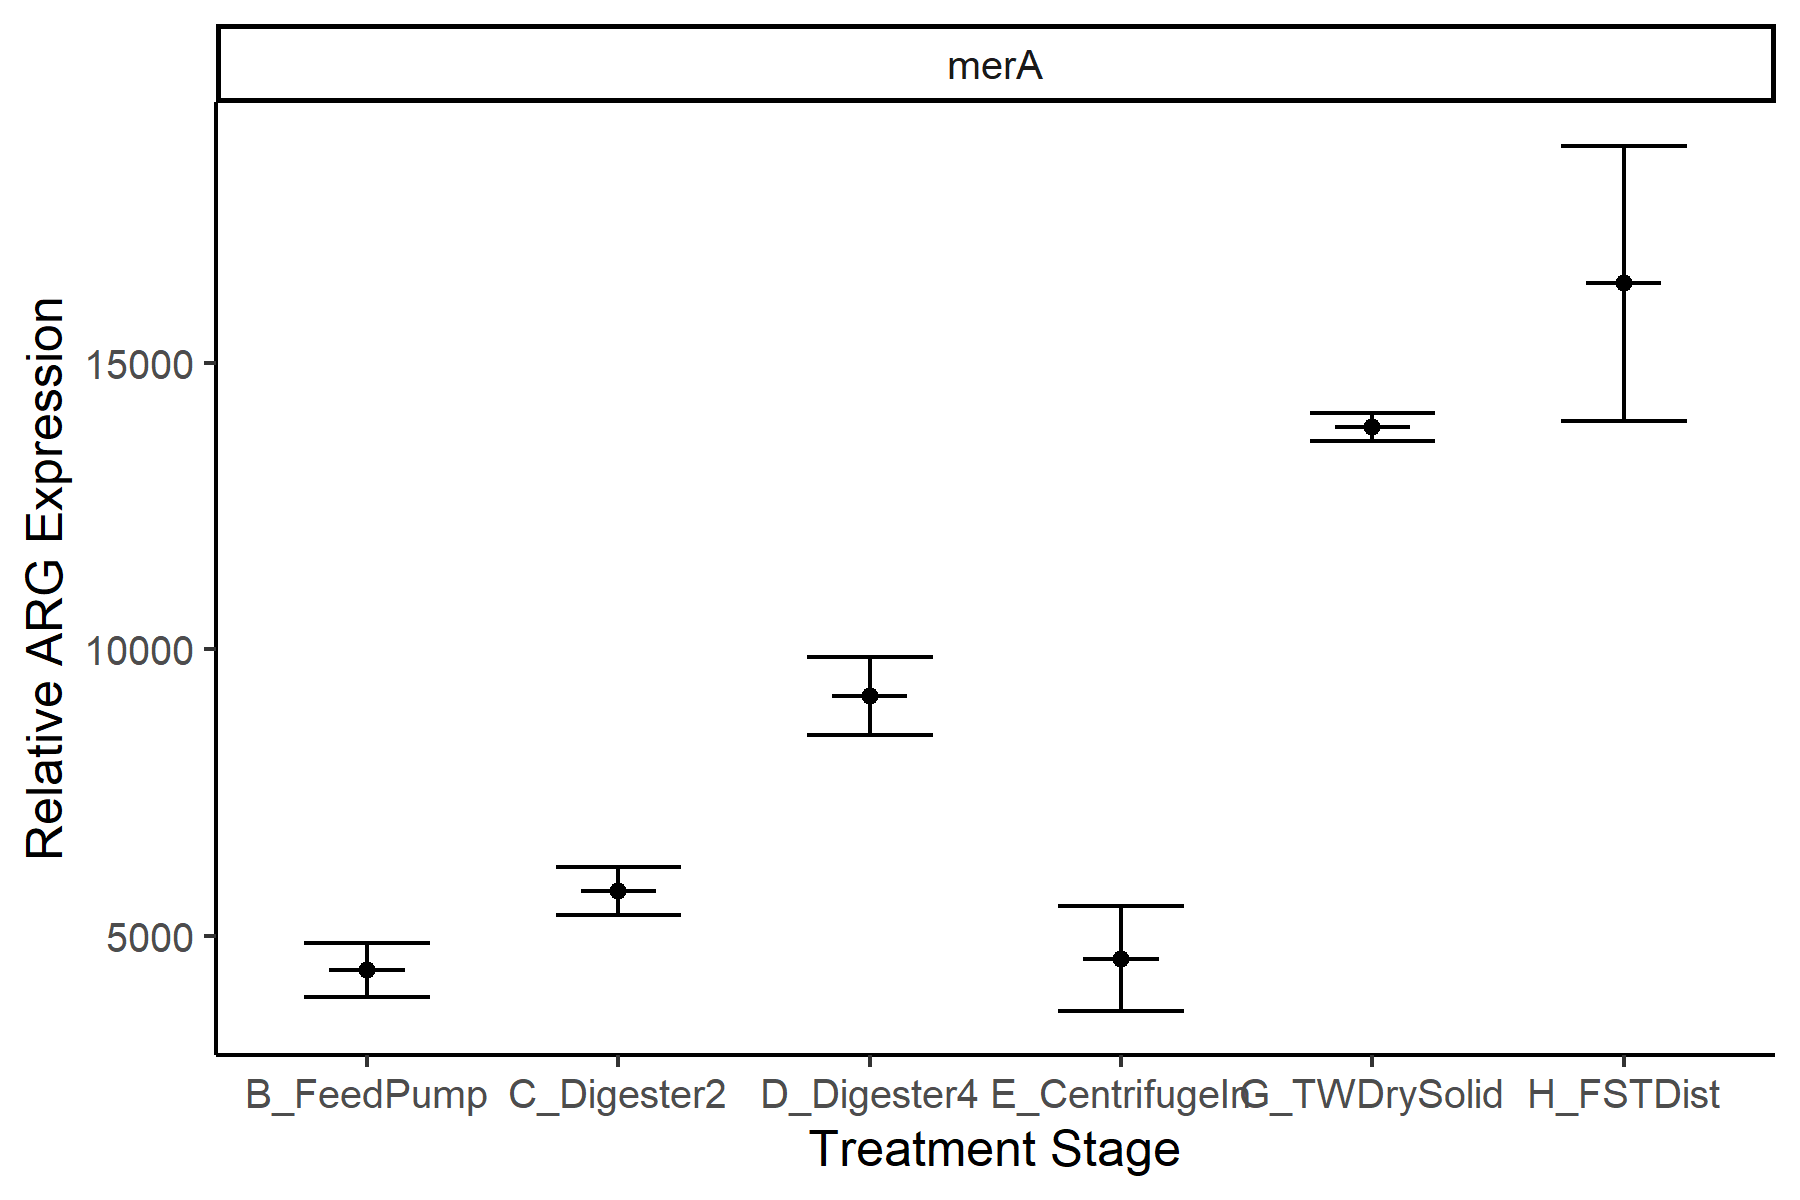 merA
Relative ARG Expression
15000
10000
5000
B_FeedPump C_Digester2 D_Digester4 E_CentrifugeIn G_TWDrySolid H_FSTDist
Treatment Stage